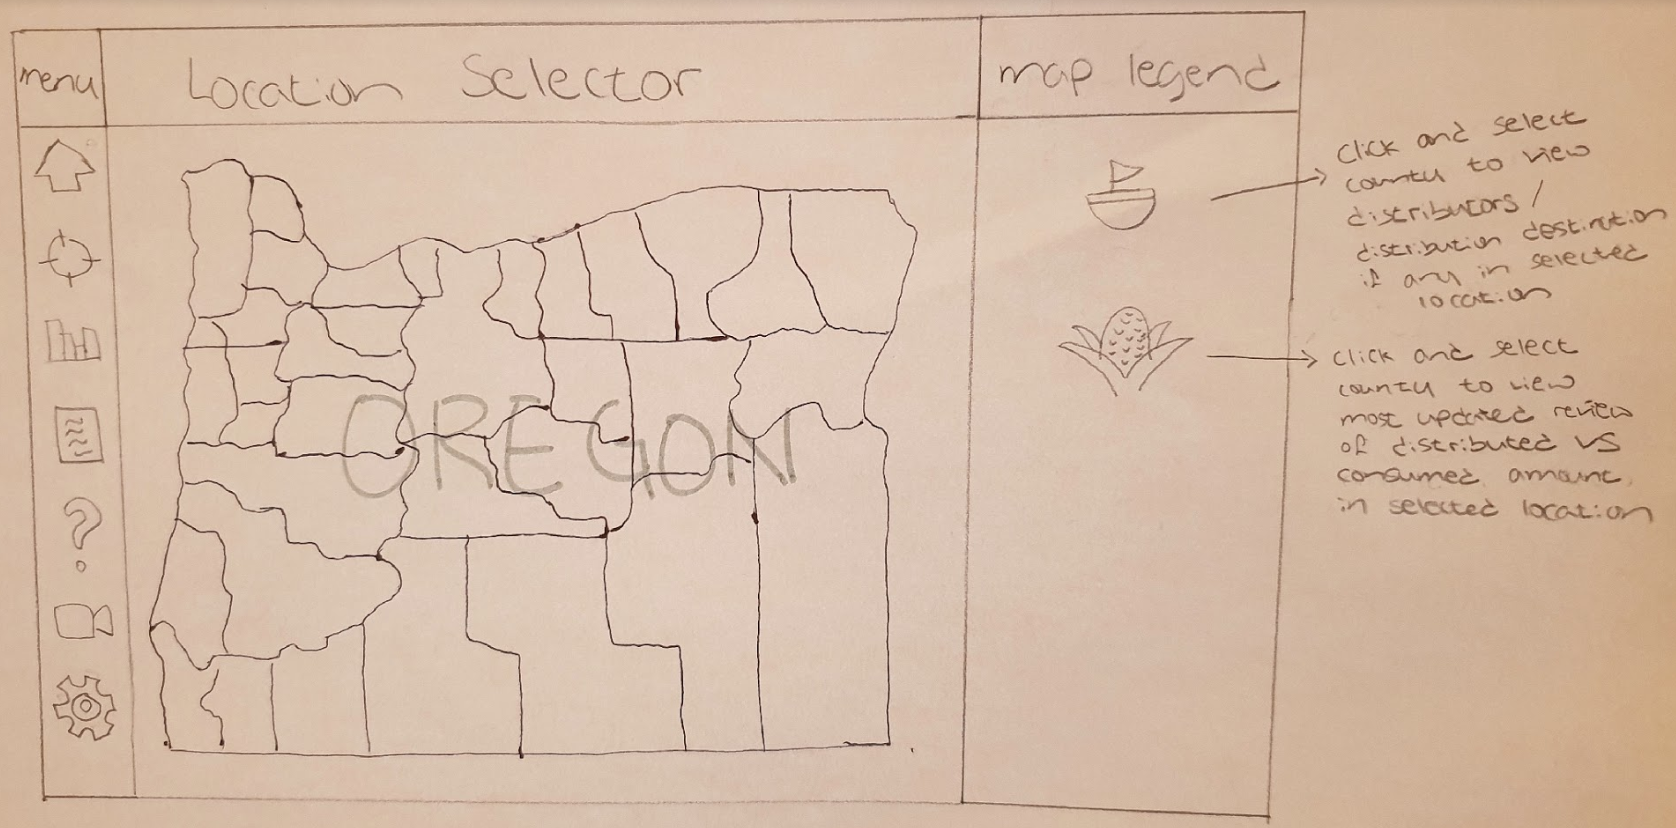 menu
Location Selector
map legend
OREGON
click and select
county to view
distributors /
distribution destination
if any in selected
location
click and select
county to view
most updated review
of distributed VS
consumed amount
in selected location